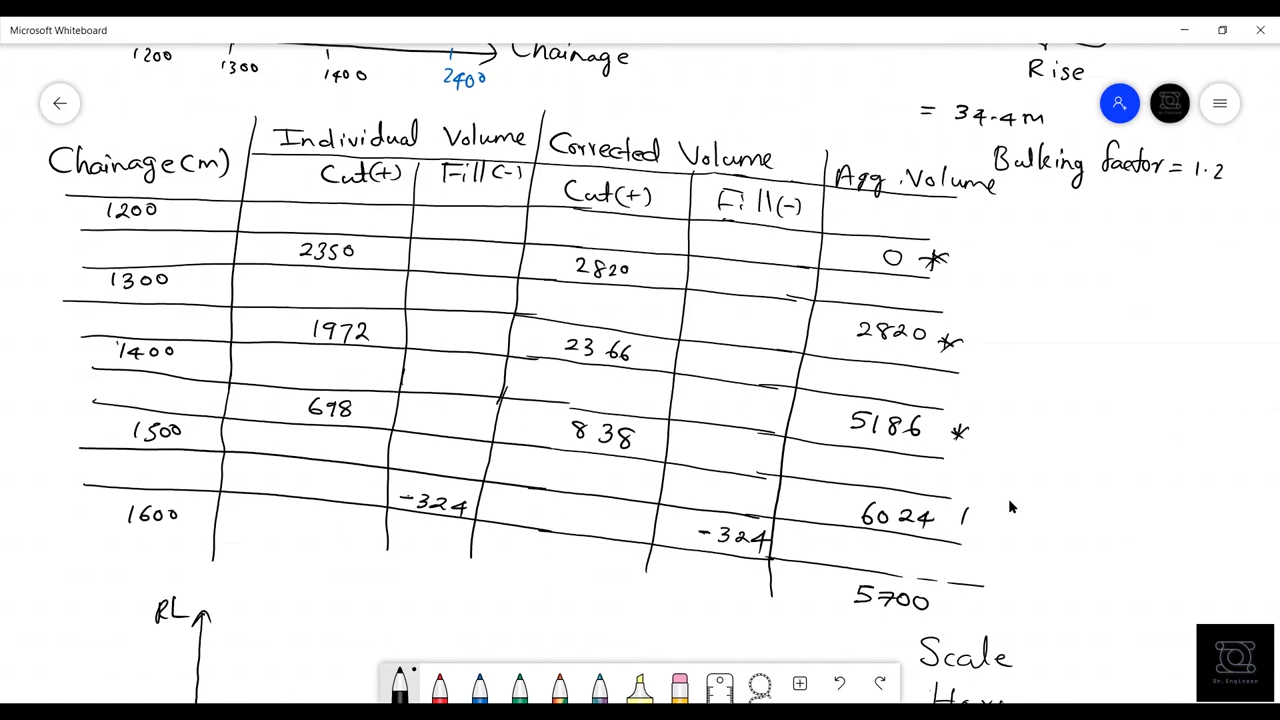 Microsoft Whiteboard
1200 1300 1400 2400 Chainage
Rise
= 34.4m
Bulking factor = 1.2
Chainage(m) Individual Volume Corrected Volume Agg.Volume
Cut(+) Fill(-) Cut(+) Fill(-)
1200
2350 2820 0 *
1300
1972 2366 2820 *
1400
698 838 5186 *
1500
-324 -324 6024
1600
5700
RL
Scale
Dr.Engineer